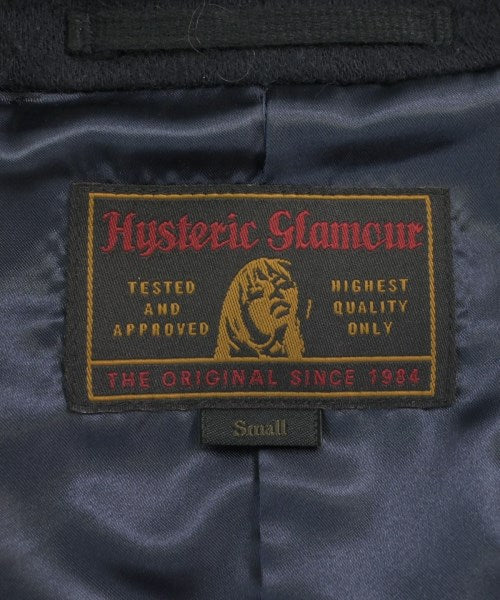 Hysteric Glamour
TESTED
AND
APPROVED
HIGHEST
QUALITY
ONLY
THE ORIGINAL SINCE 1984
Small